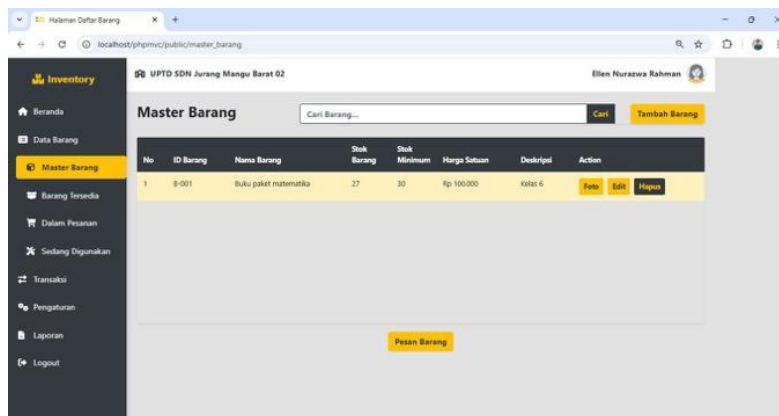 Halaman Daftar Barang
localhost/phpmvc/public/master_barang
Inventory
UPTD SDN Jurang Mangu Barat 02
Ellen Nurazwa Rahman
Beranda
Data Barang
Master Barang
Barang Tersedia
Dalam Pesanan
Sedang Digunakan
Transaksi
Pengaturan
Laporan
Logout
Master Barang
Cari Barang...
Cari
Tambah Barang
No ID Barang Nama Barang Stok Barang Stok Minimum Harga Satuan Deskripsi Action
1 B-001 Buku paket matematika 27 30 Rp 100.000 Kelas 6 Foto Edit Hapus
Pesan Barang